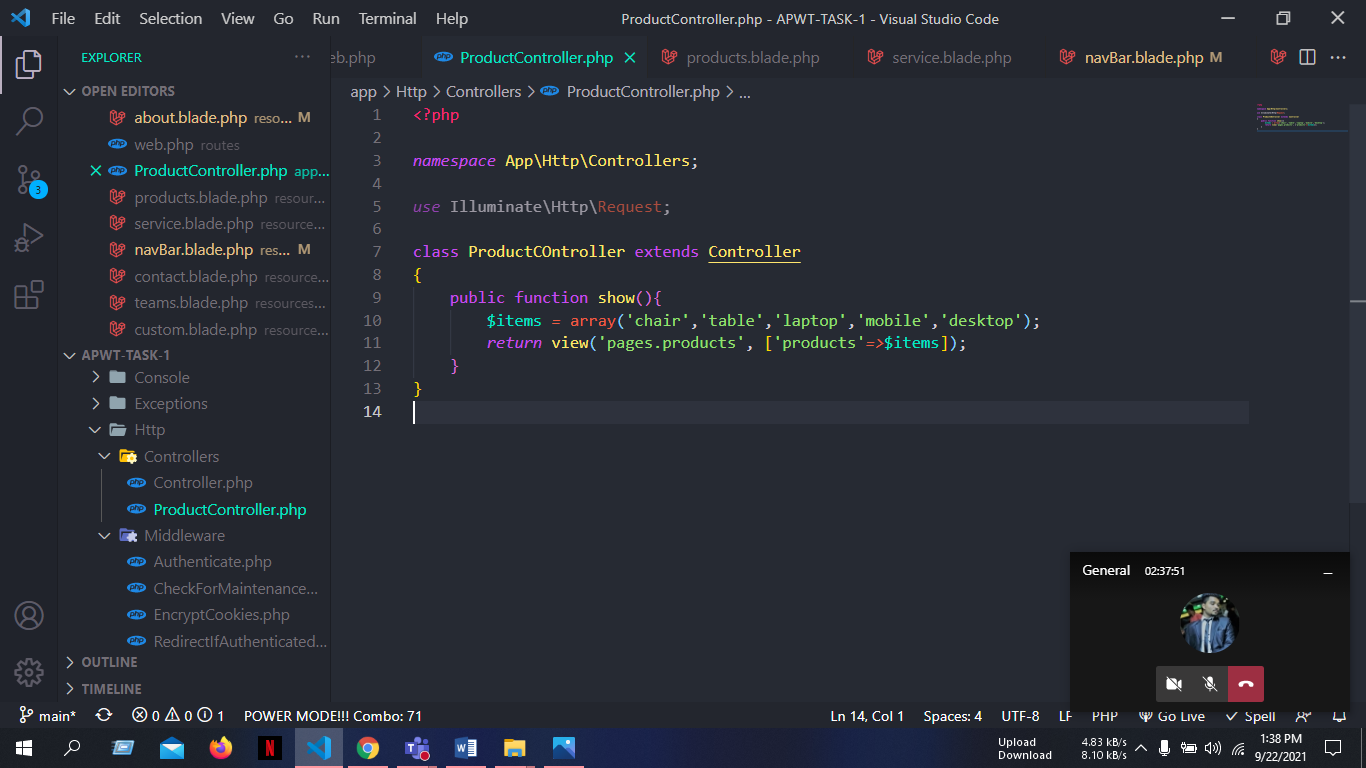 File Edit Selection View Go Run Terminal Help ProductController.php - APWT-TASK-1 - Visual Studio Code
EXPLORER ···
eb.php ProductController.php products.blade.php service.blade.php navBar.blade.php M
OPEN EDITORS
about.blade.php reso... M
web.php routes
ProductController.php app...
products.blade.php resour...
service.blade.php resource...
navBar.blade.php res... M
contact.blade.php resource...
teams.blade.php resources...
custom.blade.php resource...
APWT-TASK-1
Console
Exceptions
Http
Controllers
Controller.php
ProductController.php
Middleware
Authenticate.php
CheckForMaintenance...
EncryptCookies.php
RedirectIfAuthenticated...
OUTLINE
TIMELINE
app > Http > Controllers > ProductController.php > ...
1 <?php
2
3 namespace App\Http\Controllers;
4
5 use Illuminate\Http\Request;
6
7 class ProductCOntroller extends Controller
8 {
9 public function show(){
10 $items = array('chair','table','laptop','mobile','desktop');
11 return view('pages.products', ['products'=>$items]);
12 }
13 }
14
3
General 02:37:51
main* 0 0 1 POWER MODE!!! Combo: 71 Ln 14, Col 1 Spaces: 4 UTF-8 LF PHP Go Live Spell
Upload 4.83 kB/s
Download 8.10 kB/s
1:38 PM
9/22/2021